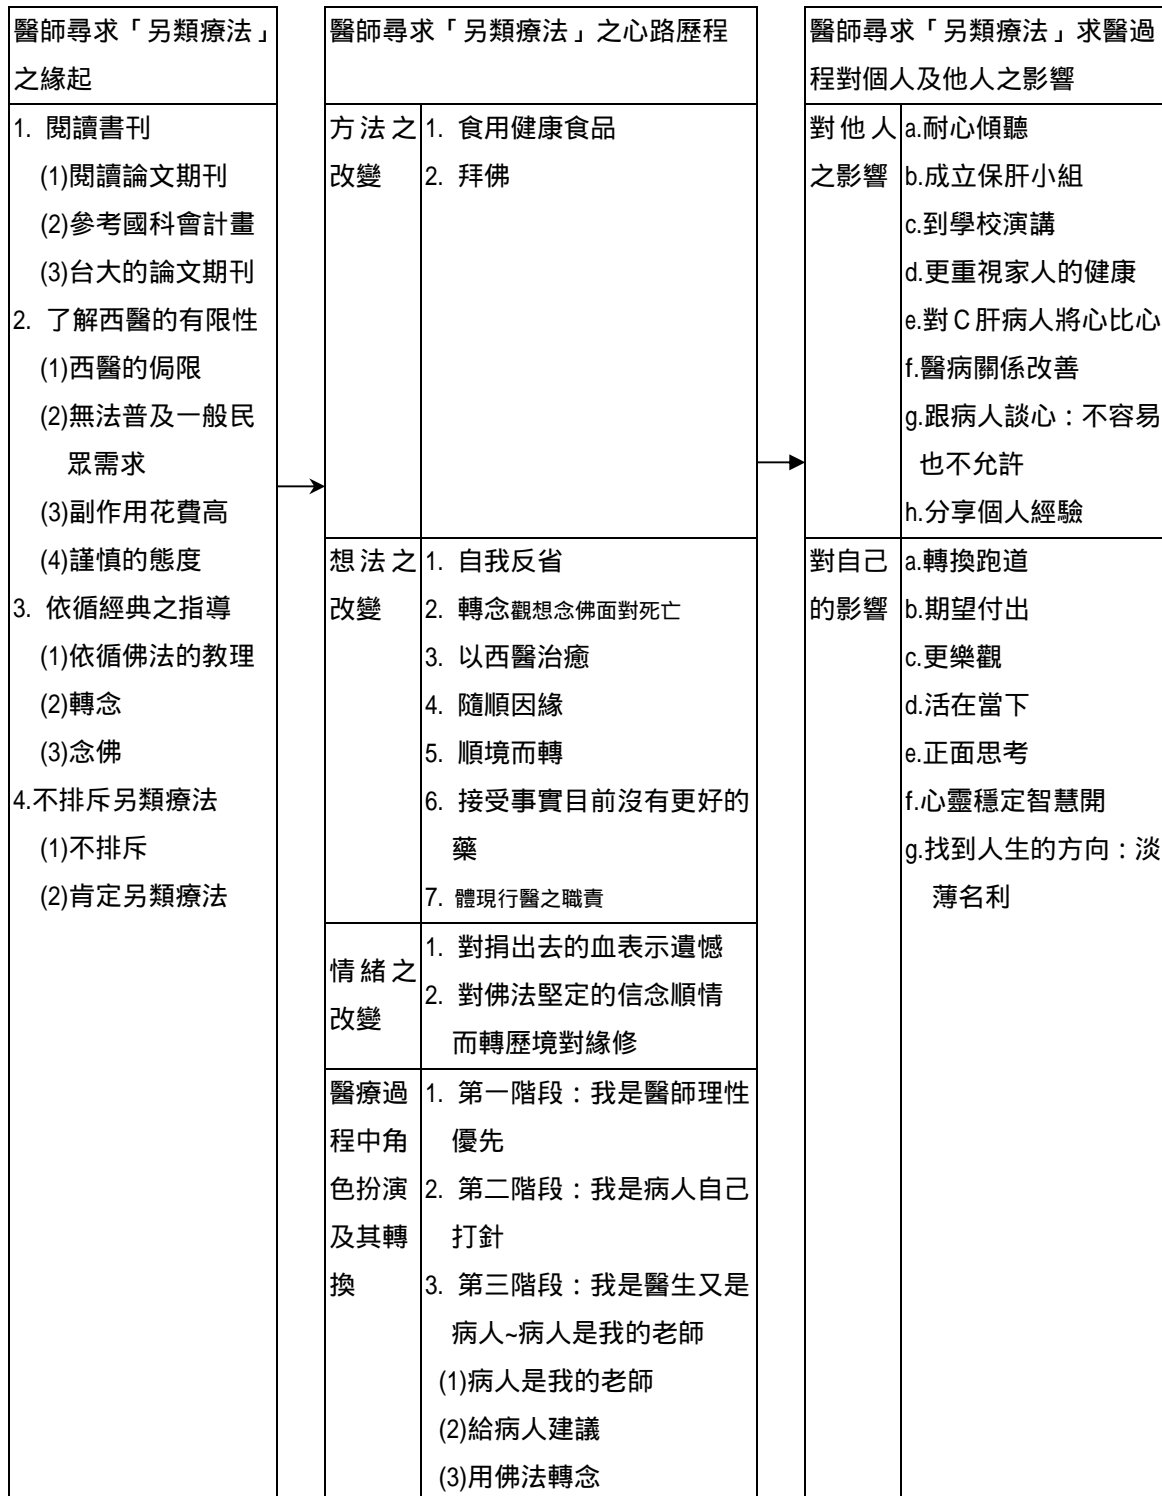 醫師尋求「另類療法」
之緣起
1. 閱讀書刊
(1)閱讀論文期刊
(2)參考國科會計畫
(3)台大的論文期刊
2. 了解西醫的有限性
(1)西醫的侷限
(2)無法普及一般民
眾需求
(3)副作用花費高
(4)謹慎的態度
3. 依循經典之指導
(1)依循佛法的教理
(2)轉念
(3)念佛
4.不排斥另類療法
(1)不排斥
(2)肯定另類療法
醫師尋求「另類療法」之心路歷程
方法之
改變
1. 食用健康食品
2. 拜佛
想法之
改變
1. 自我反省
2. 轉念觀想念佛面對死亡
3. 以西醫治癒
4. 隨順因緣
5. 順境而轉
6. 接受事實目前沒有更好的
藥
7. 體現行醫之職責
情緒之
改變
1. 對捐出去的血表示遺憾
2. 對佛法堅定的信念順情
而轉歷境對緣修
醫療過
程中角
色扮演
及其轉
換
1. 第一階段：我是醫師理性
優先
2. 第二階段：我是病人自己
打針
3. 第三階段：我是醫生又是
病人~病人是我的老師
(1)病人是我的老師
(2)給病人建議
(3)用佛法轉念
醫師尋求「另類療法」求醫過
程對個人及他人之影響
對他人
之影響
a.耐心傾聽
b.成立保肝小組
c.到學校演講
d.更重視家人的健康
e.對C肝病人將心比心
f.醫病關係改善
g.跟病人談心：不容易
也不允許
h.分享個人經驗
對自己
的影響
a.轉換跑道
b.期望付出
c.更樂觀
d.活在當下
e.正面思考
f.心靈穩定智慧開
g.找到人生的方向：淡
薄名利